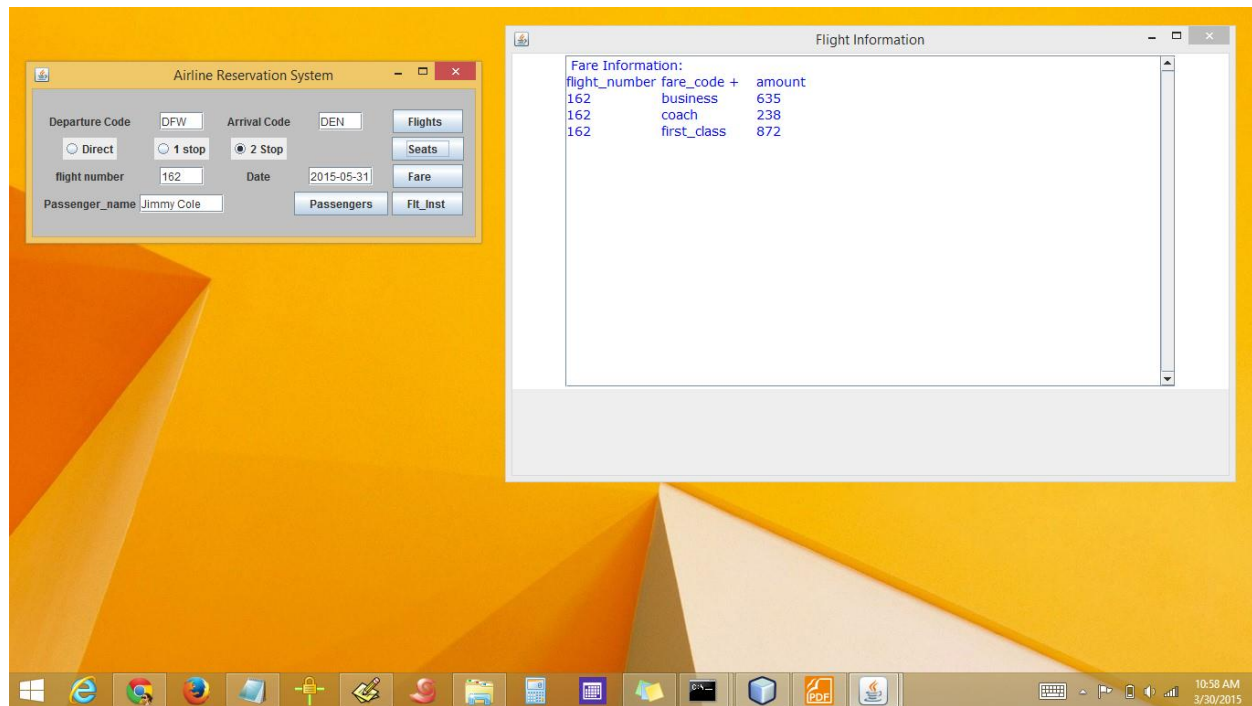 Airline Reservation System
Departure Code DFW Arrival Code DEN Flights
Direct 1 stop 2 Stop Seats
flight number 162 Date 2015-05-31 Fare
Passenger_name Jimmy Cole Passengers Flt_Inst
Flight Information
Fare Information:
flight_number fare_code + amount
162 business 635
162 coach 238
162 first_class 872
C:\_
PDF
10:58 AM
3/30/2015